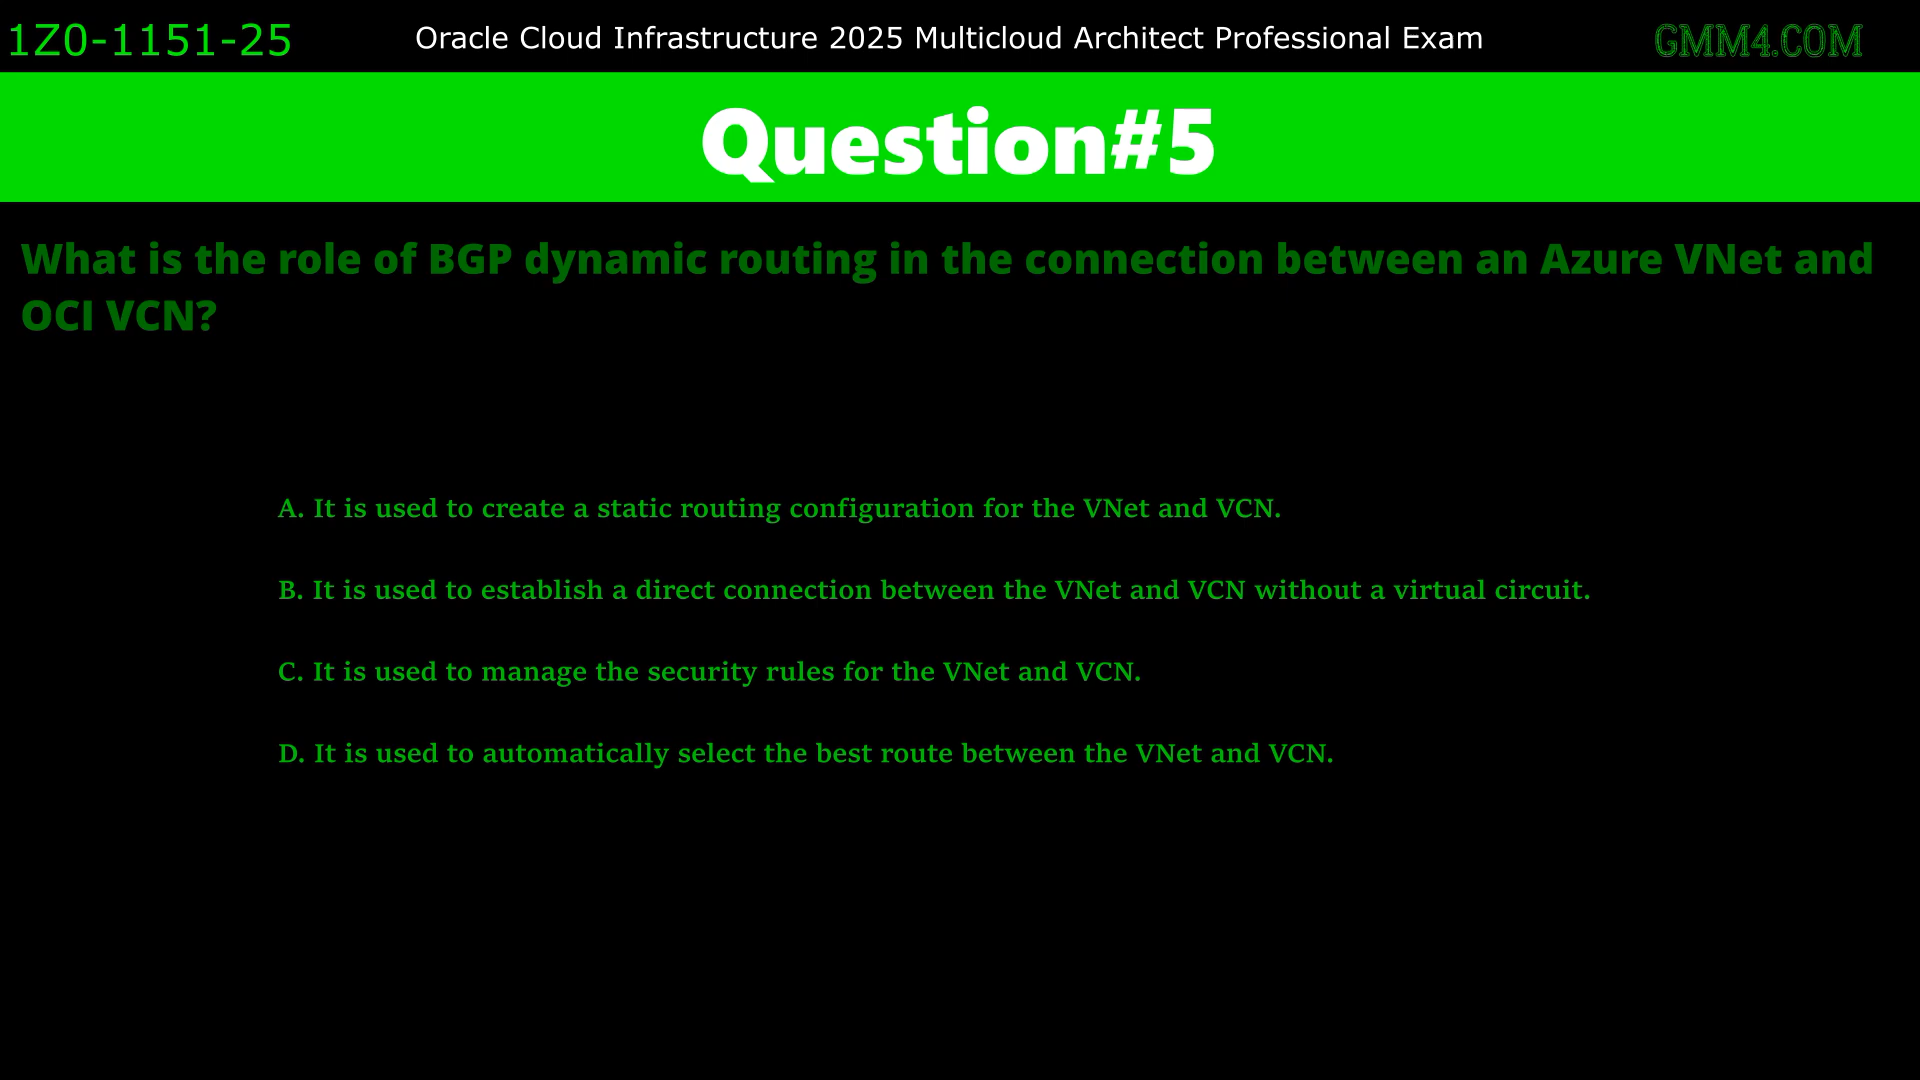 1Z0-1151-25
Oracle Cloud Infrastructure 2025 Multicloud Architect Professional Exam
GMM4.COM
Question#5
What is the role of BGP dynamic routing in the connection between an Azure VNet and
OCI VCN?
A. It is used to create a static routing configuration for the VNet and VCN.
B. It is used to establish a direct connection between the VNet and VCN without a virtual circuit.
C. It is used to manage the security rules for the VNet and VCN.
D. It is used to automatically select the best route between the VNet and VCN.